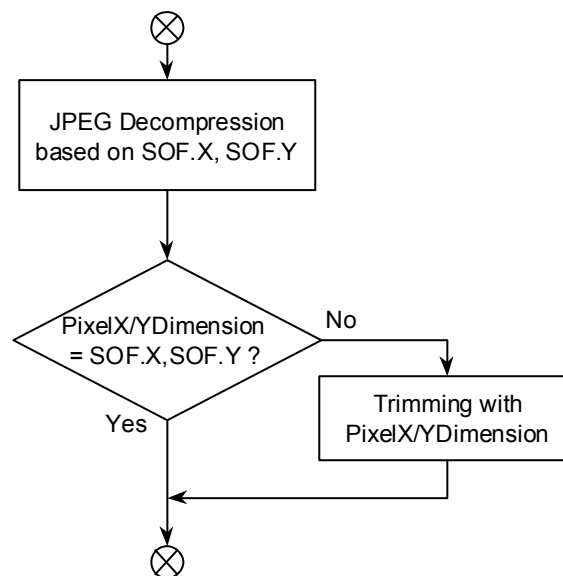 JPEG Decompression
based on SOF.X, SOF.Y
PixelX/YDimension
= SOF.X,SOF.Y ?
No
Yes
Trimming with
PixelX/YDimension